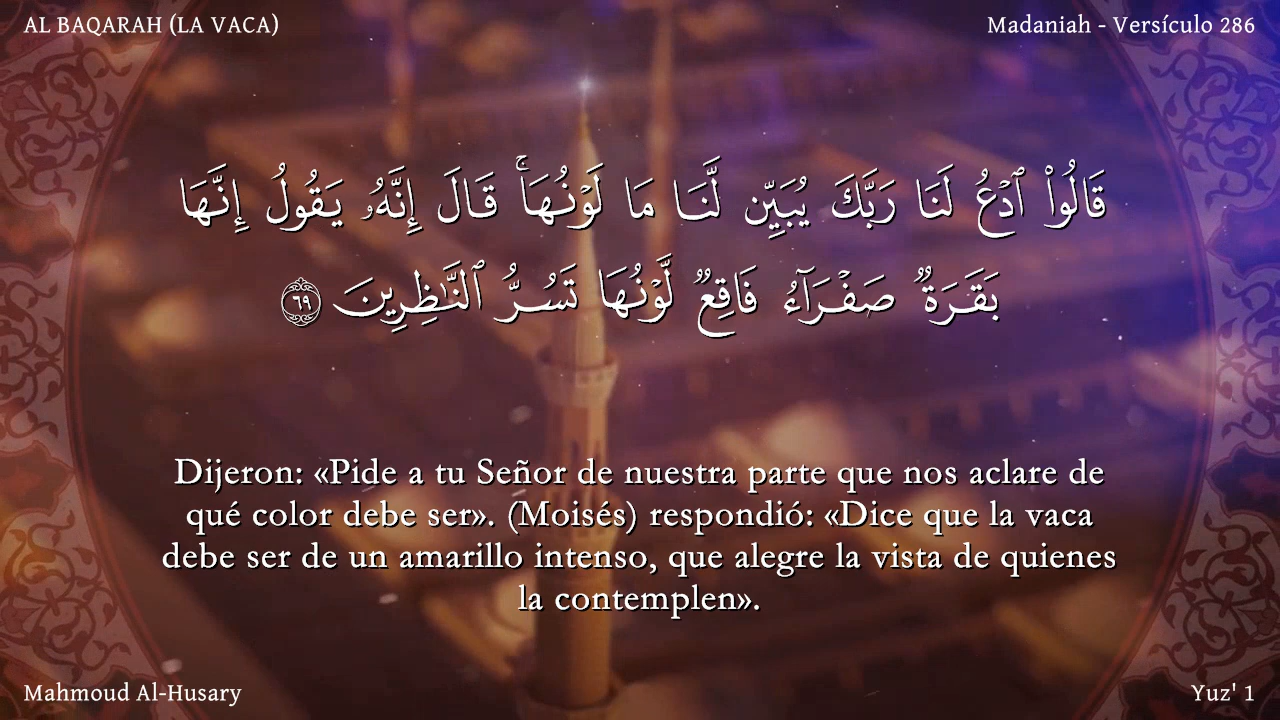 AL BAQARAH (LA VACA)
Madaniah - Versículo 286
قَالُوا۟ ٱدْعُ لَنَا رَبَّكَ يُبَيِّن لَّنَا مَا لَوْنُهَا ۚ قَالَ إِنَّهُۥ يَقُولُ إِنَّهَا
بَقَرَةٌ صَفْرَآءُ فَاقِعٌ لَّوْنُهَا تَسُرُّ ٱلنَّـٰظِرِينَ ٦٩
Dijeron: «Pide a tu Señor de nuestra parte que nos aclare de
qué color debe ser». (Moisés) respondió: «Dice que la vaca
debe ser de un amarillo intenso, que alegre la vista de quienes
la contemplen».
Mahmoud Al-Husary
Yuz' 1